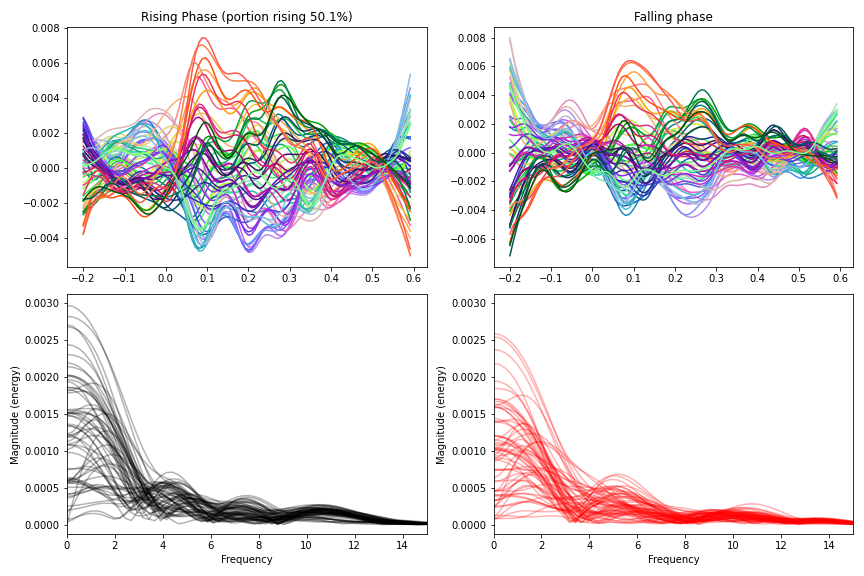 Rising Phase (portion rising 50.1%)
Falling phase
0.008
0.006
0.004
0.002
0.000
−0.002
−0.004
−0.2 −0.1 0.0 0.1 0.2 0.3 0.4 0.5 0.6
0.008
0.006
0.004
0.002
0.000
−0.002
−0.004
−0.006
−0.2 −0.1 0.0 0.1 0.2 0.3 0.4 0.5 0.6
Magnitude (energy)
0.0030
0.0025
0.0020
0.0015
0.0010
0.0005
0.0000
0 2 4 6 8 10 12 14
Frequency
Magnitude (energy)
0.0030
0.0025
0.0020
0.0015
0.0010
0.0005
0.0000
0 2 4 6 8 10 12 14
Frequency